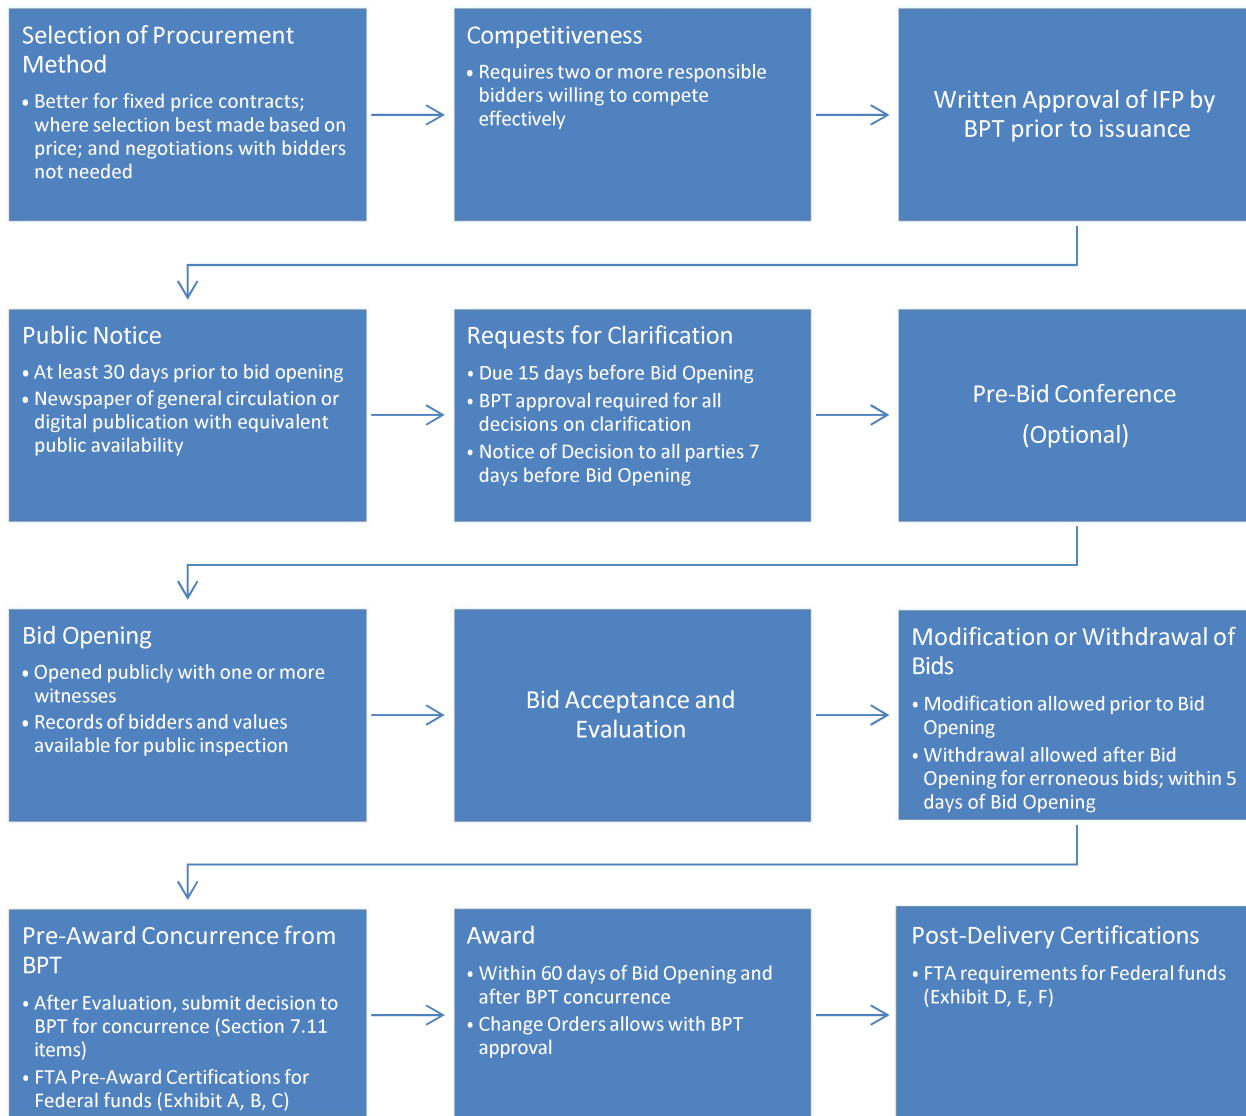 Selection of Procurement
Method
• Better for fixed price contracts;
where selection best made based on
price; and negotiations with bidders
not needed
Competitiveness
• Requires two or more responsible
bidders willing to compete
effectively
Written Approval of IFP by
BPT prior to issuance
Public Notice
• At least 30 days prior to bid opening
• Newspaper of general circulation or
digital publication with equivalent
public availability
Requests for Clarification
• Due 15 days before Bid Opening
• BPT approval required for all
decisions on clarification
• Notice of Decision to all parties 7
days before Bid Opening
Pre-Bid Conference
(Optional)
Bid Opening
• Opened publicly with one or more
witnesses
• Records of bidders and values
available for public inspection
Bid Acceptance and
Evaluation
Modification or Withdrawal of
Bids
• Modification allowed prior to Bid
Opening
• Withdrawal allowed after Bid
Opening for erroneous bids; within 5
days of Bid Opening
Pre-Award Concurrence from
BPT
• After Evaluation, submit decision to
BPT for concurrence (Section 7.11
items)
• FTA Pre-Award Certifications for
Federal funds (Exhibit A, B, C)
Award
• Within 60 days of Bid Opening and
after BPT concurrence
• Change Orders allows with BPT
approval
Post-Delivery Certifications
• FTA requirements for Federal funds
(Exhibit D, E, F)